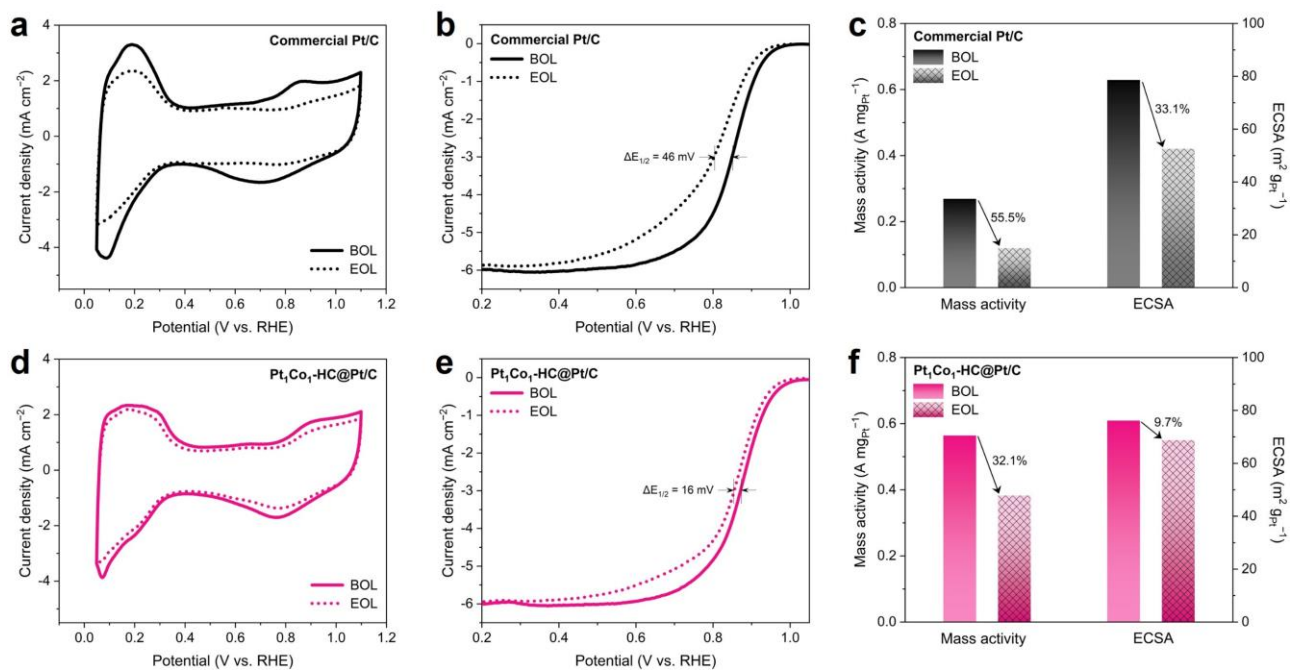 a
Commercial Pt/C
Current density (mA cm⁻²)
4
2
0
-2
-4
BOL
EOL
0.0 0.2 0.4 0.6 0.8 1.0 1.2
Potential (V vs. RHE)
b
Commercial Pt/C
BOL
EOL
Current density (mA cm⁻²)
0
-1
-2
-3
-4
-5
-6
ΔE₁/₂ = 46 mV
0.2 0.4 0.6 0.8 1.0
Potential (V vs. RHE)
c
Commercial Pt/C
BOL
EOL
Mass activity (A mg_Pt⁻¹)
0.8
0.6
0.4
0.2
0.0
55.5%
33.1%
100
80
60
40
20
0
ECSA (m² g_Pt⁻¹)
Mass activity ECSA
d
Pt₁Co₁-HC@Pt/C
Current density (mA cm⁻²)
4
2
0
-2
-4
BOL
EOL
0.0 0.2 0.4 0.6 0.8 1.0 1.2
Potential (V vs. RHE)
e
Pt₁Co₁-HC@Pt/C
BOL
EOL
Current density (mA cm⁻²)
0
-1
-2
-3
-4
-5
-6
ΔE₁/₂ = 16 mV
0.2 0.4 0.6 0.8 1.0
Potential (V vs. RHE)
f
Pt₁Co₁-HC@Pt/C
BOL
EOL
Mass activity (A mg_Pt⁻¹)
0.8
0.6
0.4
0.2
0.0
32.1%
9.7%
100
80
60
40
20
0
ECSA (m² g_Pt⁻¹)
Mass activity ECSA